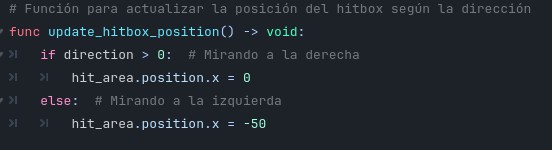 # Función para actualizar la posición del hitbox según la dirección
func update_hitbox_position() -> void:
if direction > 0:  # Mirando a la derecha
hit_area.position.x = 0
else:  # Mirando a la izquierda
hit_area.position.x = -50